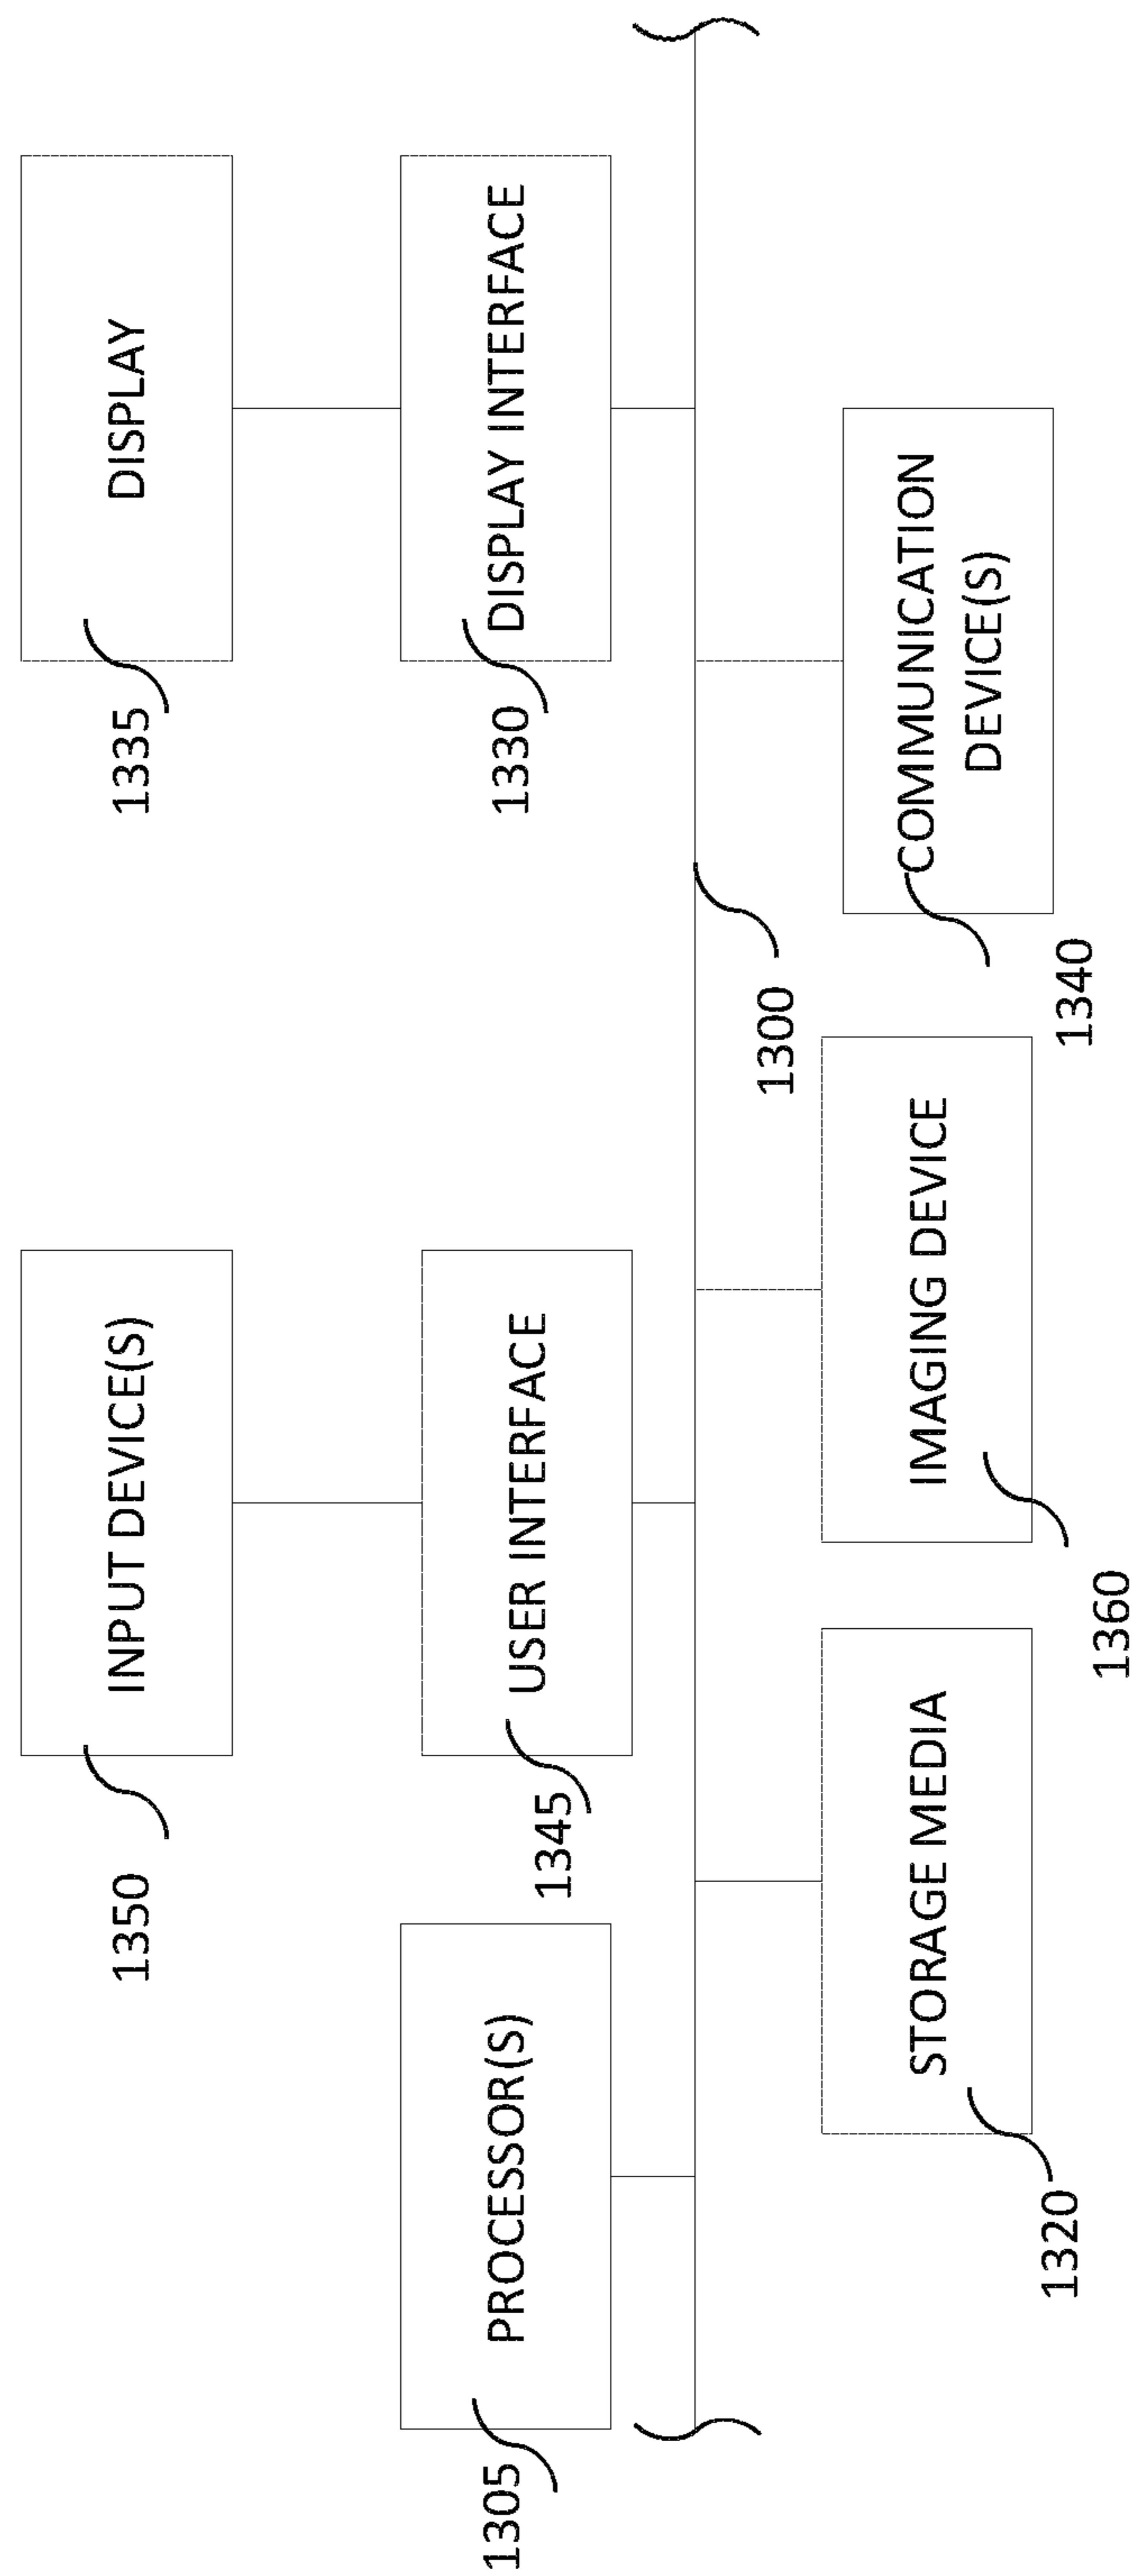 1350
INPUT DEVICE(S)
1335
DISPLAY
1305
PROCESSOR(S)
1345
USER INTERFACE
1330
DISPLAY INTERFACE
1300
1320
STORAGE MEDIA
1360
IMAGING DEVICE
1340
COMMUNICATION
DEVICE(S)